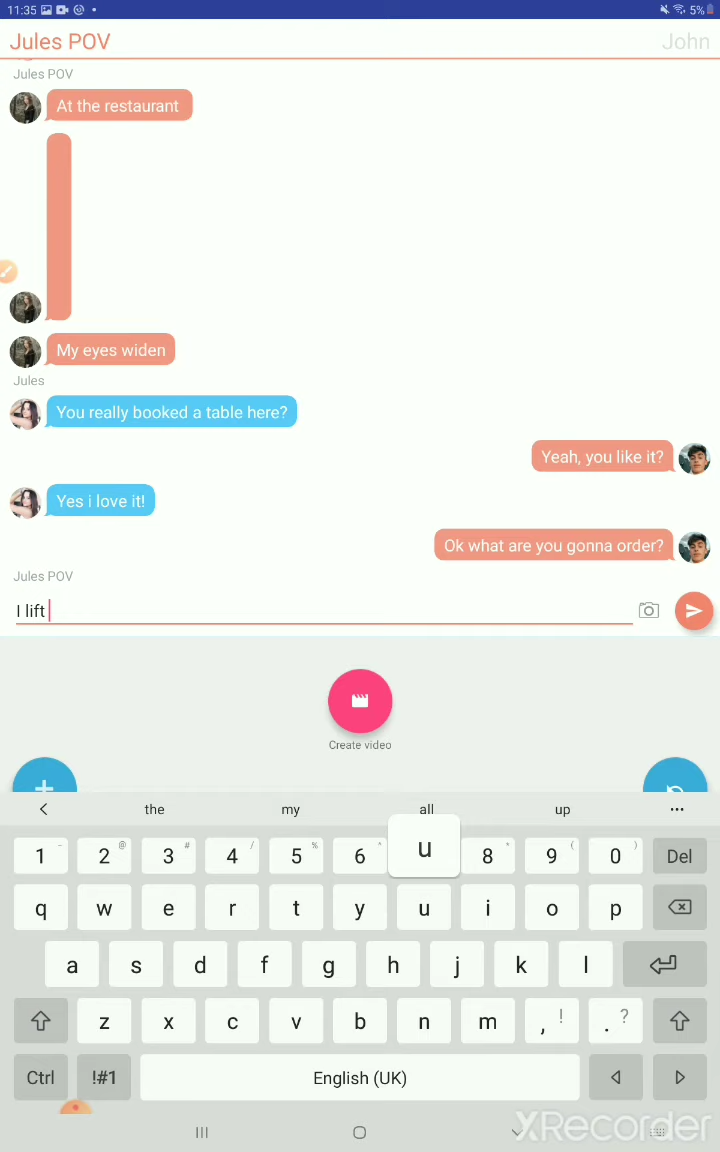 11:35
5%
Jules POV
John
Jules POV
At the restaurant
My eyes widen
Jules
You really booked a table here?
Yeah, you like it?
Yes i love it!
Ok what are you gonna order?
Jules POV
I lift
Create video
the my all up
1 2 @ 3 # 4 / 5 % 6 ^ u 8 * 9 ( 0 ) Del
q w e r t y u i o p
a s d f g h j k l
z x c v b n m , ! . ?
Ctrl !#1 English (UK)
XRecorder